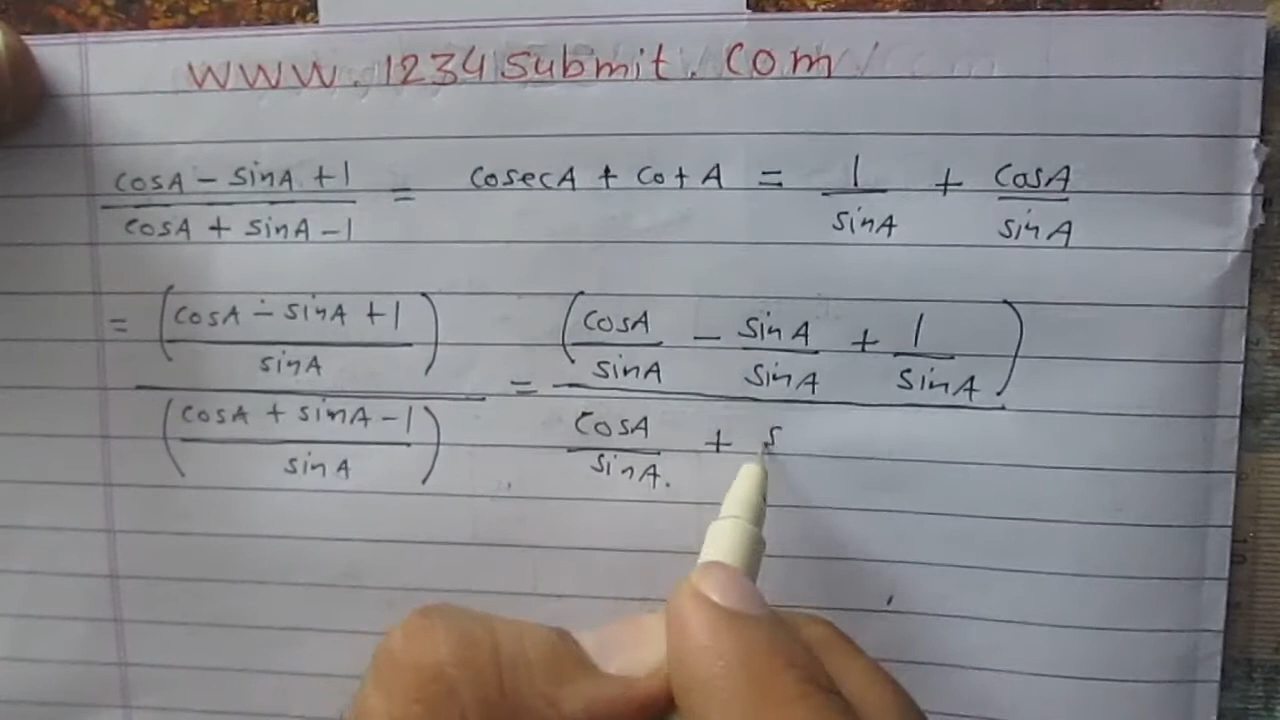 www.1234submit.com
(cosA - sinA + 1)/(cosA + sinA - 1) = cosecA + cotA = 1/sinA + cosA/sinA
= ((cosA - sinA + 1)/sinA)/((cosA + sinA - 1)/sinA) = (cosA/sinA - sinA/sinA + 1/sinA)/(cosA/sinA. + s